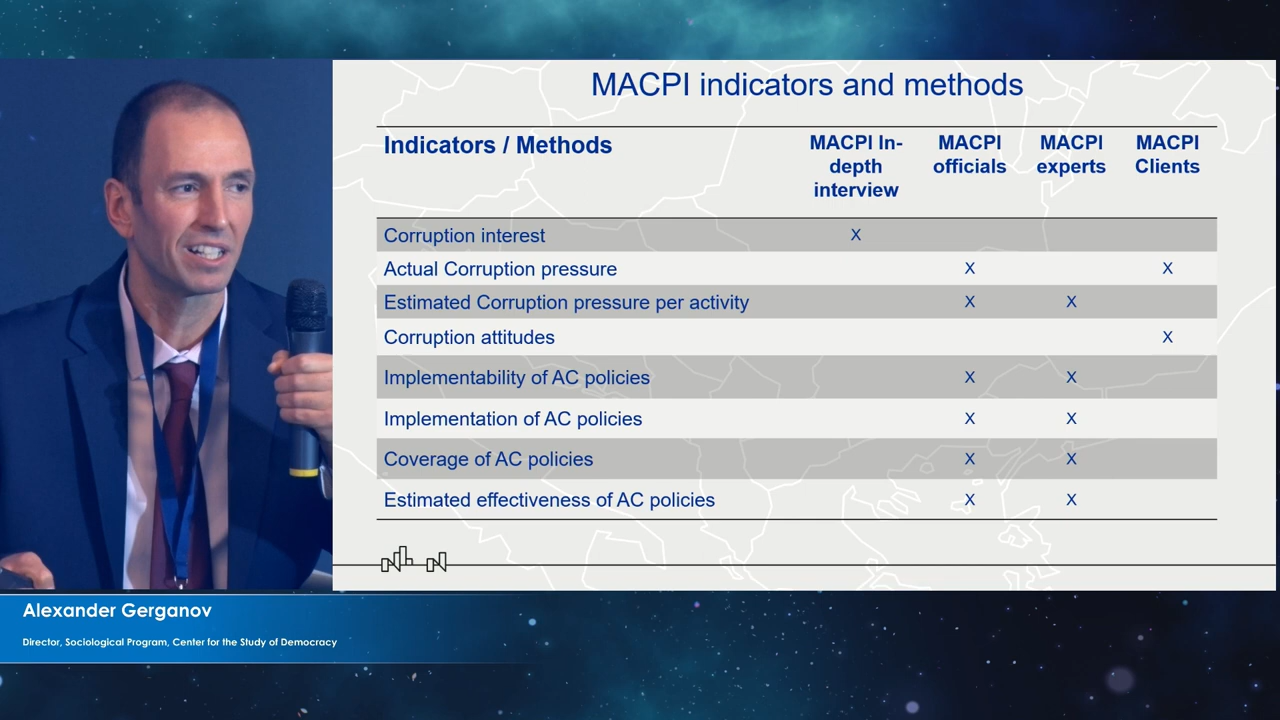 MACPI indicators and methods
Indicators / Methods
MACPI In-
depth
interview
MACPI
officials
MACPI
experts
MACPI
Clients
Corruption interest X
Actual Corruption pressure X X
Estimated Corruption pressure per activity X X
Corruption attitudes X
Implementability of AC policies X X
Implementation of AC policies X X
Coverage of AC policies X X
Estimated effectiveness of AC policies X X
Alexander Gerganov
Director, Sociological Program, Center for the Study of Democracy